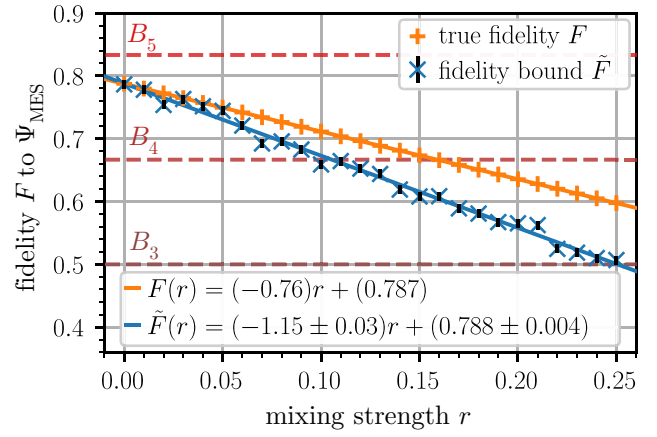 B₅
true fidelity F
fidelity bound F̃
B₄
B₃
F(r) = (−0.76)r + (0.787)
F̃(r) = (−1.15 ± 0.03)r + (0.788 ± 0.004)
0.9
0.8
0.7
0.6
0.5
0.4
fidelity F to Ψ_MES
0.00 0.05 0.10 0.15 0.20 0.25
mixing strength r